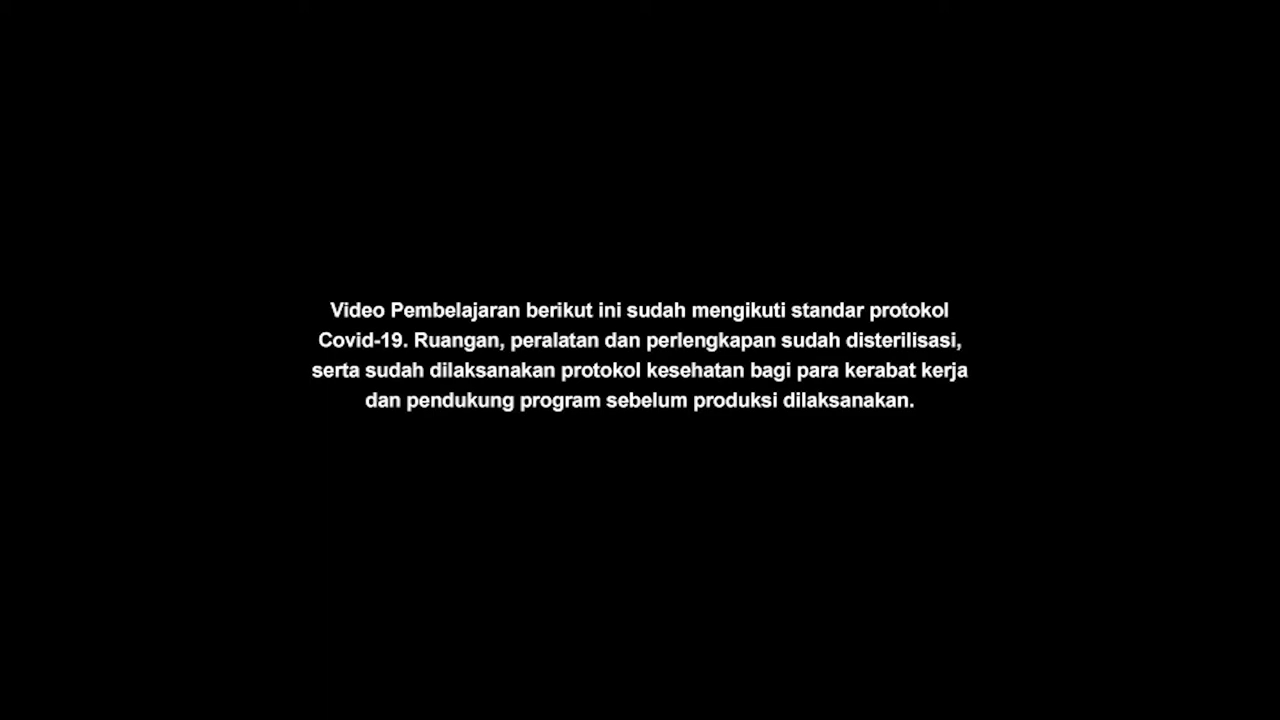 Video Pembelajaran berikut ini sudah mengikuti standar protokol
Covid-19. Ruangan, peralatan dan perlengkapan sudah disterilisasi,
serta sudah dilaksanakan protokol kesehatan bagi para kerabat kerja
dan pendukung program sebelum produksi dilaksanakan.